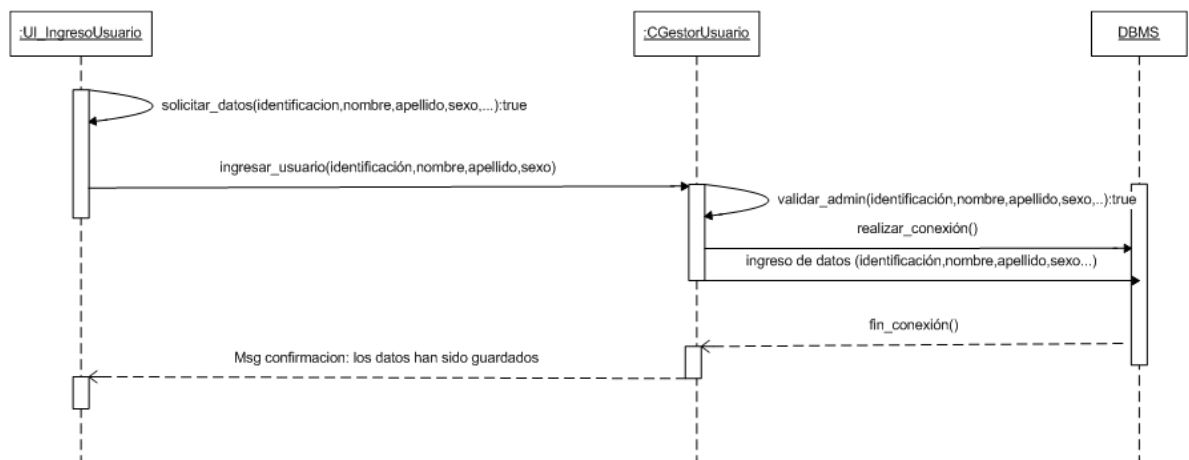 :UI_IngresoUsuario
:CGestorUsuario
DBMS
solicitar_datos(identificacion,nombre,apellido,sexo,...):true
ingresar_usuario(identificación,nombre,apellido,sexo)
validar_admin(identificación,nombre,apellido,sexo,..):true
realizar_conexión()
ingreso de datos (identificación,nombre,apellido,sexo...)
fin_conexión()
Msg confirmacion: los datos han sido guardados